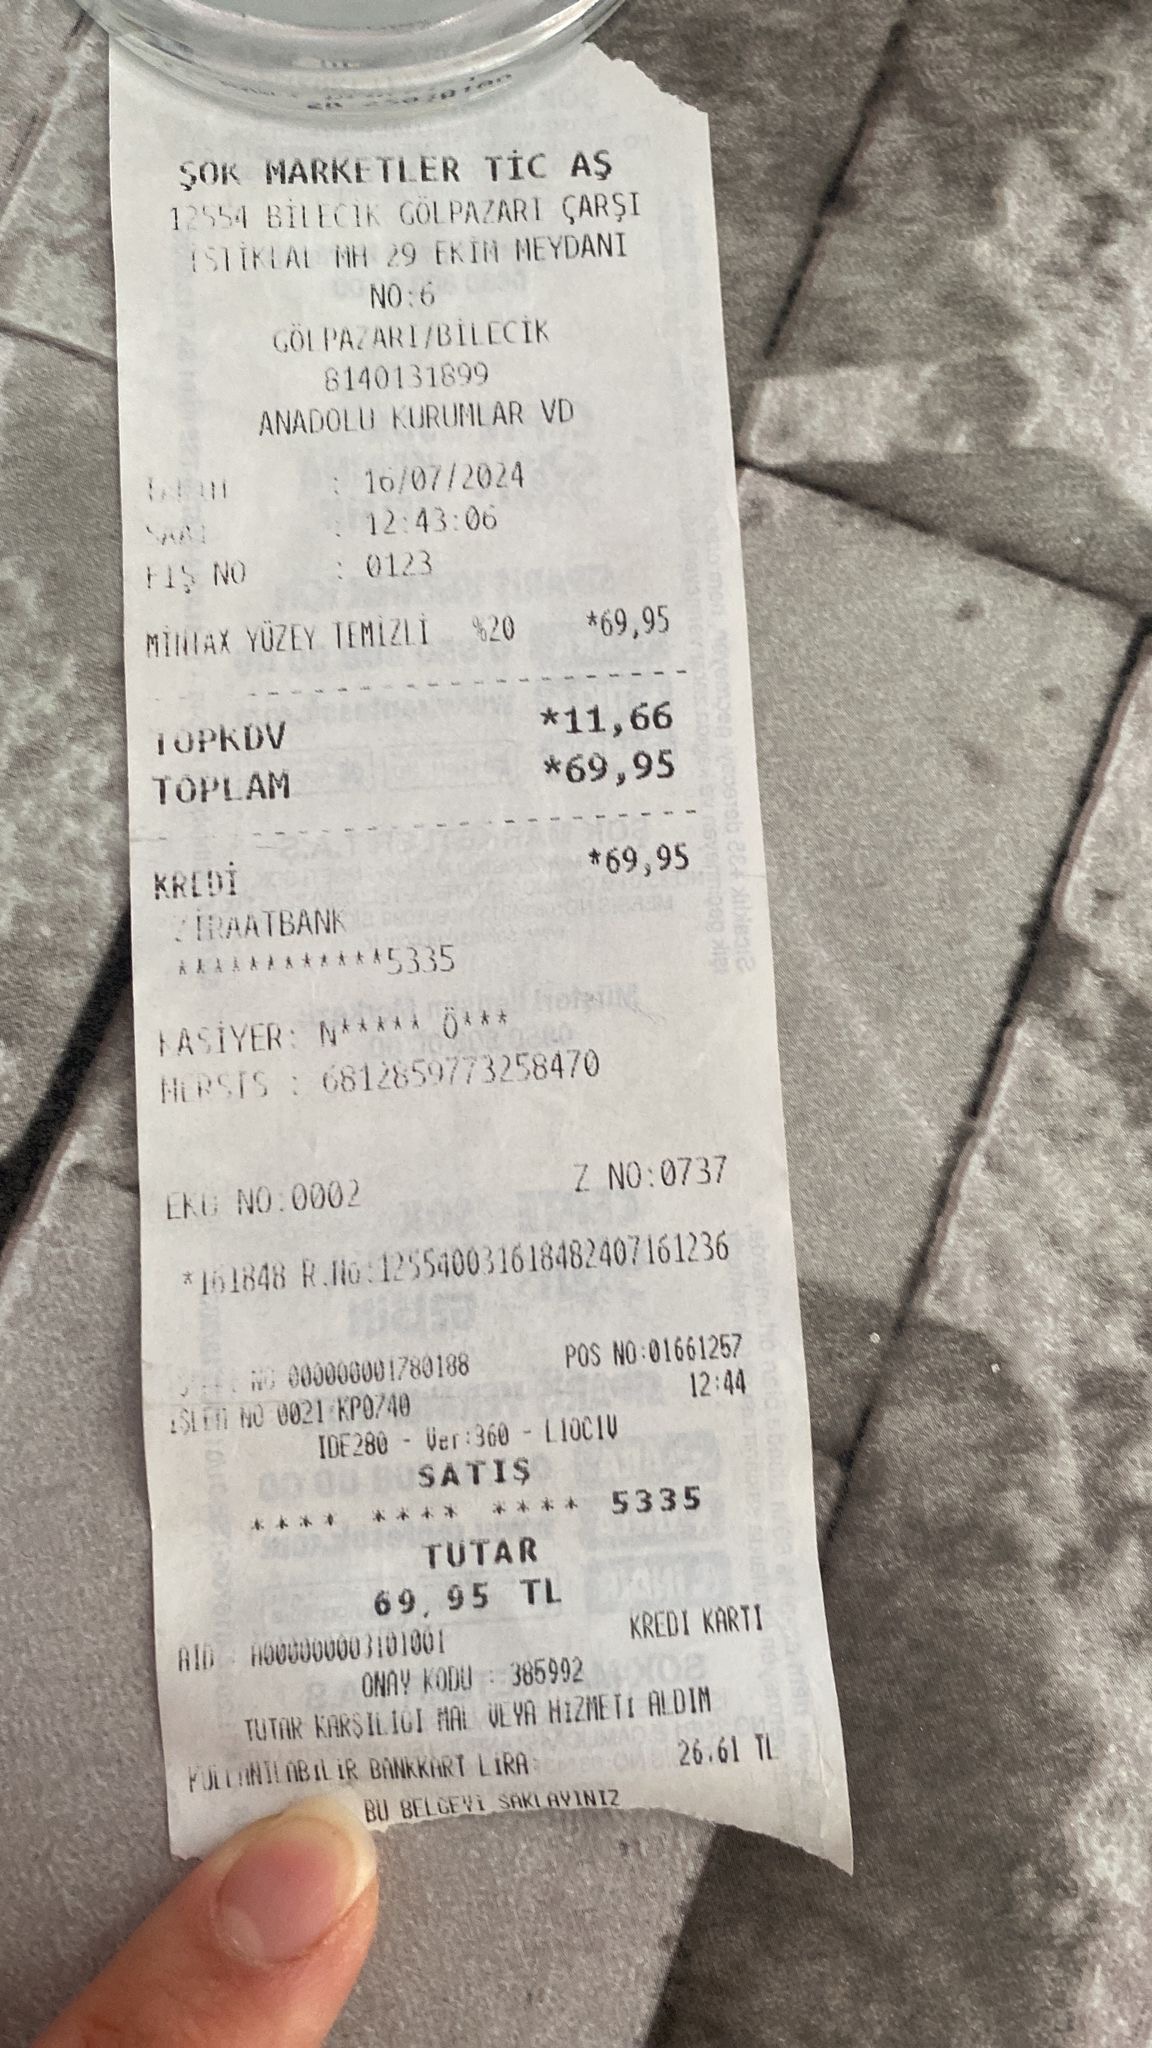 ŞOK MARKETLER TİC AŞ
12554 BİLECİK GÖLPAZARI ÇARŞI
İSTİKLAL MH 29 EKİM MEYDANI
NO:6
GÖLPAZARI/BİLECİK
8140131899
ANADOLU KURUMLAR VD
TARİH : 16/07/2024
SAAT : 12:43:06
FİŞ NO : 0123
MİNTAX YÜZEY TEMİZLİ %20 *69,95
TOPKDV *11,66
TOPLAM *69,95
KREDİ *69,95
ZİRAATBANK
************5335
KASİYER: N***** Ö***
MERSİS : 6812859773258470
EKÜ NO:0002 Z NO:0737
*161848 R.No:125540031618482407161236
NO 000000001780188 POS NO:01661257
İŞLEM NO 0021 KP0740 12:44
IDE280 - Ver:360 - LIOCIV
SATIŞ
**** **** **** 5335
TUTAR
69,95 TL
KREDİ KARTI
AID : A000000003101001
ONAY KODU : 385992
TUTAR KARŞILIĞI MAL VEYA HİZMETİ ALDIM
KULLANILABİLİR BANKKART LİRA: 26.61 TL
BU BELGEYİ SAKLAYINIZ